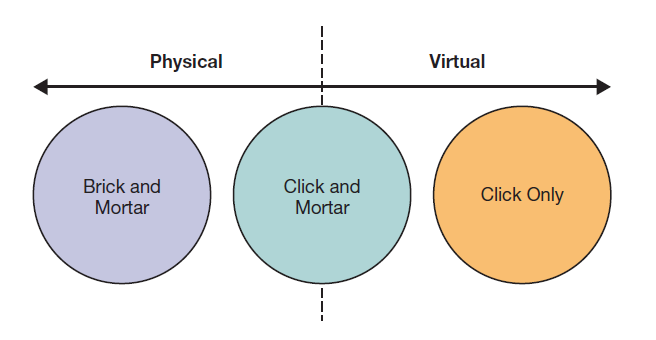 Physical
Virtual
Brick and
Mortar
Click and
Mortar
Click Only